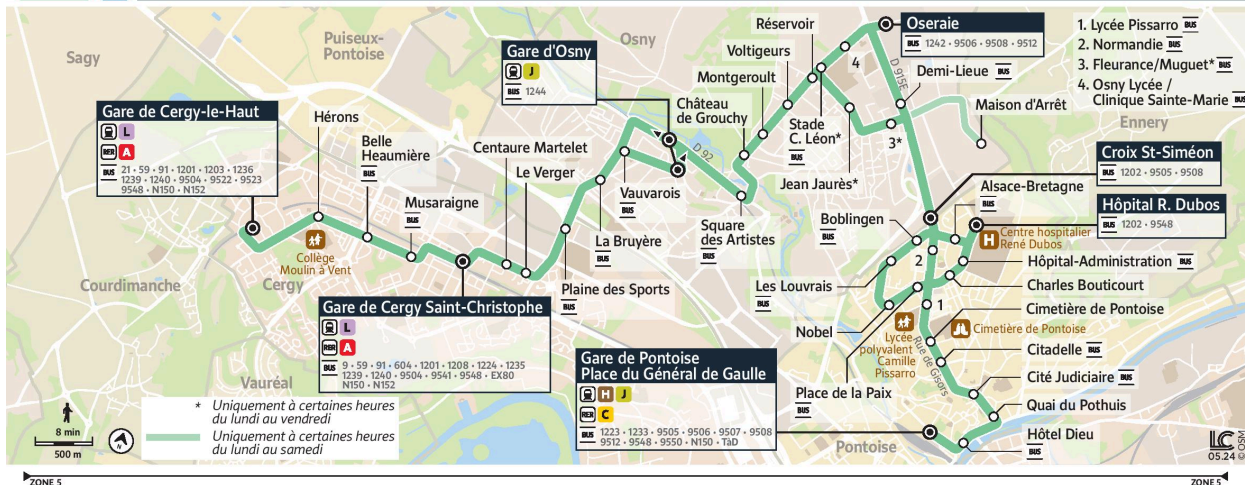 Sagy
Puiseux-
Pontoise
Osny
Ennery
Courdimanche
Cergy
Vauréal
Pontoise
Gare de Cergy-le-Haut
L
RER A
BUS 21 • 59 • 91 • 1201 • 1203 • 1236
1239 • 1240 • 9504 • 9522 • 9523
9548 • N150 • N152
Hérons
Collège
Moulin à Vent
Belle
Heaumière
BUS
Musaraigne
BUS
Gare de Cergy Saint-Christophe
L
RER A
BUS 9 • 59 • 91 • 604 • 1201 • 1208 • 1224 • 1235
1239 • 1240 • 9504 • 9541 • 9548 • EX80
N150 • N152
Centaure Martelet
Le Verger
Plaine des Sports
La Bruyère
BUS
Vauvarois
BUS
Gare d'Osny
J
BUS 1244
Château
de Grouchy
D 92
Square
des Artistes
BUS
Montgeroult
Voltigeurs
Réservoir
Stade
C. Léon*
BUS
Jean Jaurès*
4
3*
Oseraie
BUS 1242 • 9506 • 9508 • 9512
D 915E
Demi-Lieue BUS
Maison d'Arrêt
1. Lycée Pissarro BUS
2. Normandie BUS
3. Fleurance/Muguet* BUS
4. Osny Lycée /
Clinique Sainte-Marie BUS
Croix St-Siméon
BUS 1202 • 9505 • 9508
Alsace-Bretagne
BUS
Hôpital R. Dubos
BUS 1202 • 9548
H Centre hospitalier
René Dubos
Hôpital-Administration BUS
Charles Bouticourt
Boblingen
BUS
2
Les Louvrais
BUS
Nobel
Place de la Paix
BUS
1
Lycée
polyvalent
Camille
Pissarro
Rue de Gisors
Cimetière de Pontoise
Cimetière de Pontoise
Citadelle BUS
Cité Judiciaire BUS
Quai du Pothuis
Hôtel Dieu
BUS
Gare de Pontoise
Place du Général de Gaulle
H J
RER C
BUS 1223 • 1233 • 9505 • 9506 • 9507 • 9508
9512 • 9548 • 9550 • N150 • TàD
* Uniquement à certaines heures
du lundi au vendredi
Uniquement à certaines heures
du lundi au samedi
8 min
500 m
N
LC
05.24 © OSM
ZONE 5
ZONE 5